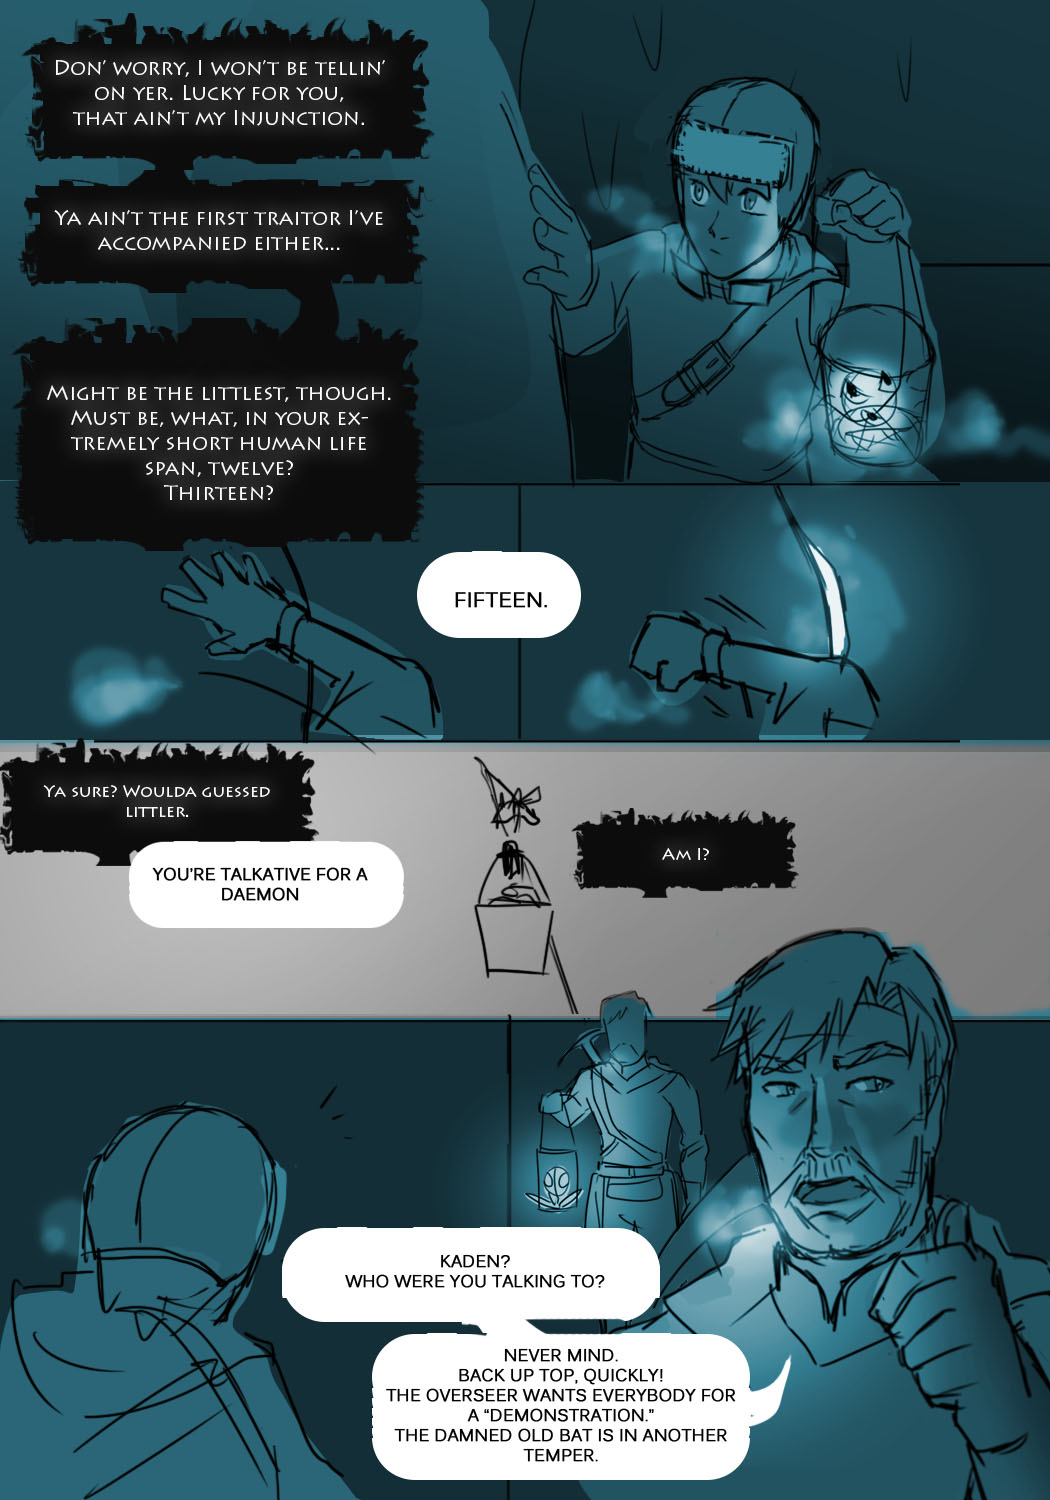 Don' worry, I won't be tellin'
on yer. Lucky for you,
that ain't my Injunction.
Ya ain't the first traitor I've
accompanied either...
Might be the littlest, though.
Must be, what, in your ex-
tremely short human life
span, twelve?
Thirteen?
FIFTEEN.
Ya sure? Woulda guessed
littler.
YOU'RE TALKATIVE FOR A
DAEMON
Am I?
KADEN?
WHO WERE YOU TALKING TO?
NEVER MIND.
BACK UP TOP, QUICKLY!
THE OVERSEER WANTS EVERYBODY FOR
A “DEMONSTRATION.”
THE DAMNED OLD BAT IS IN ANOTHER
TEMPER.